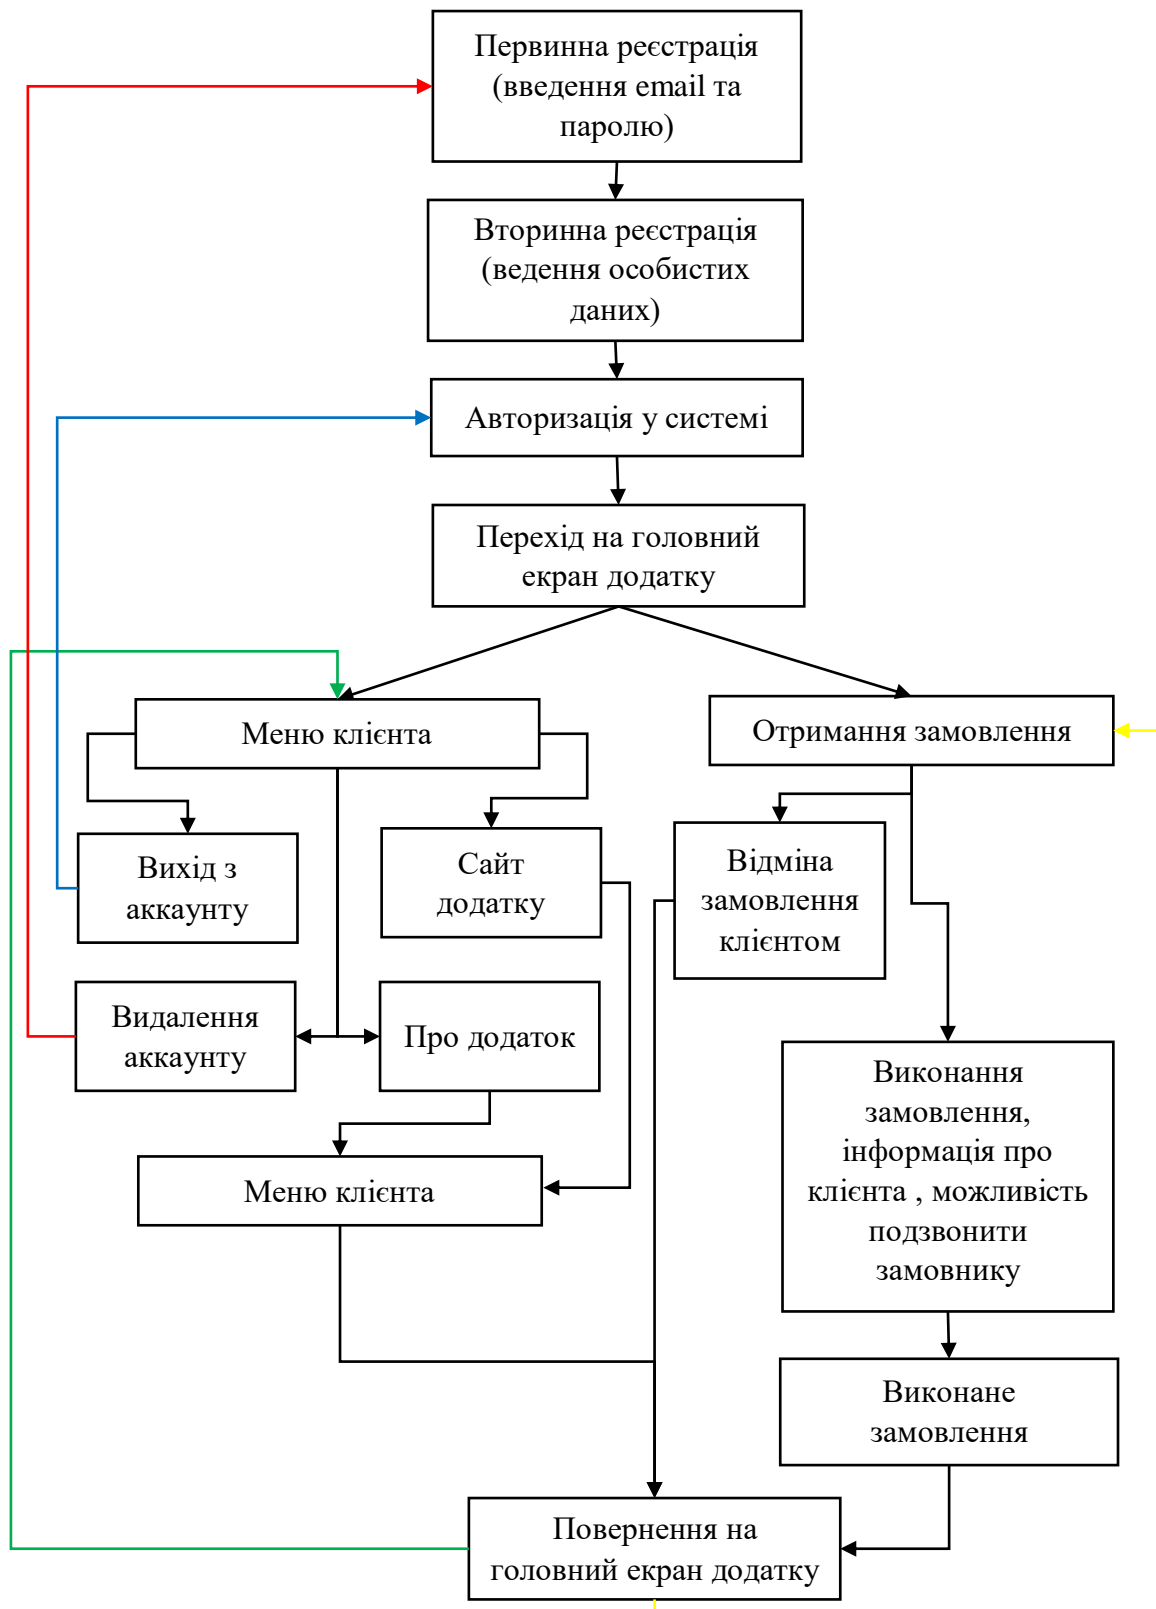 Первинна реєстрація
(введення email та
паролю)
Вторинна реєстрація
(ведення особистих
даних)
Авторизація у системі
Перехід на головний
екран додатку
Меню клієнта
Отримання замовлення
Вихід з
аккаунту
Сайт
додатку
Відміна
замовлення
клієнтом
Видалення
аккаунту
Про додаток
Виконання
замовлення,
інформація про
клієнта , можливість
подзвонити
замовнику
Меню клієнта
Виконане
замовлення
Повернення на
головний екран додатку